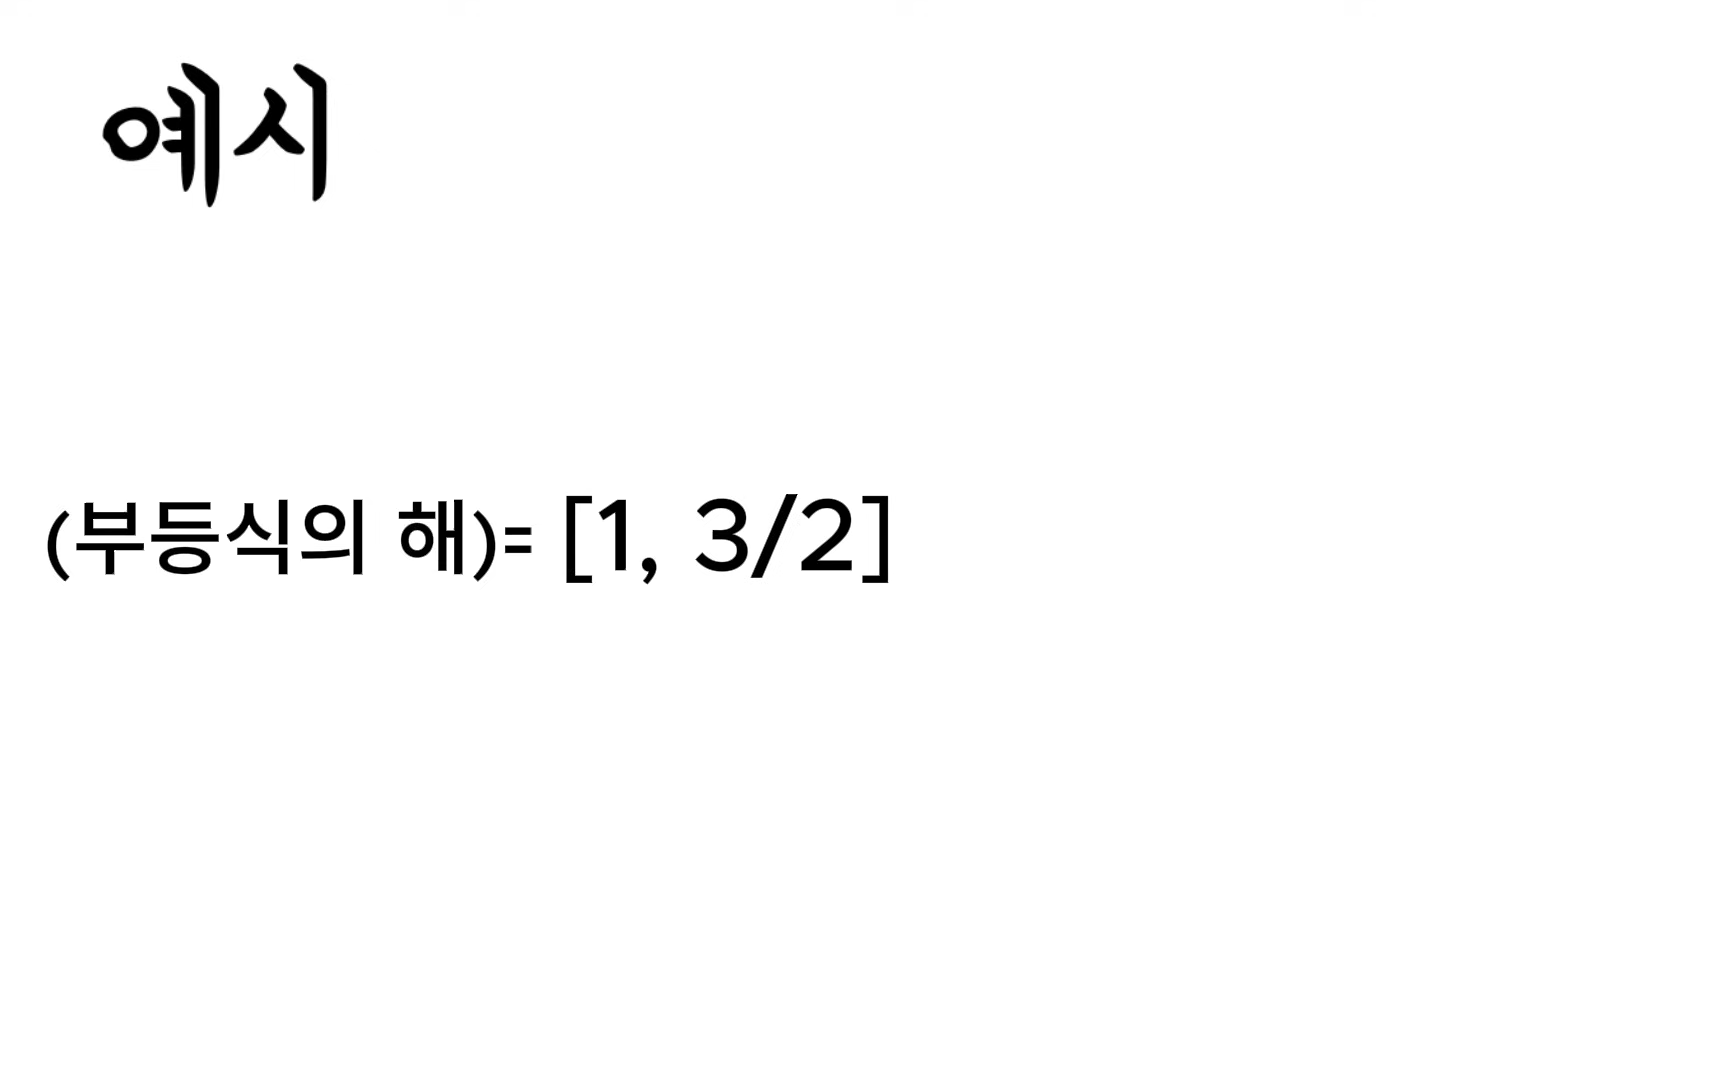 예시
(부등식의 해)= [1, 3/2]